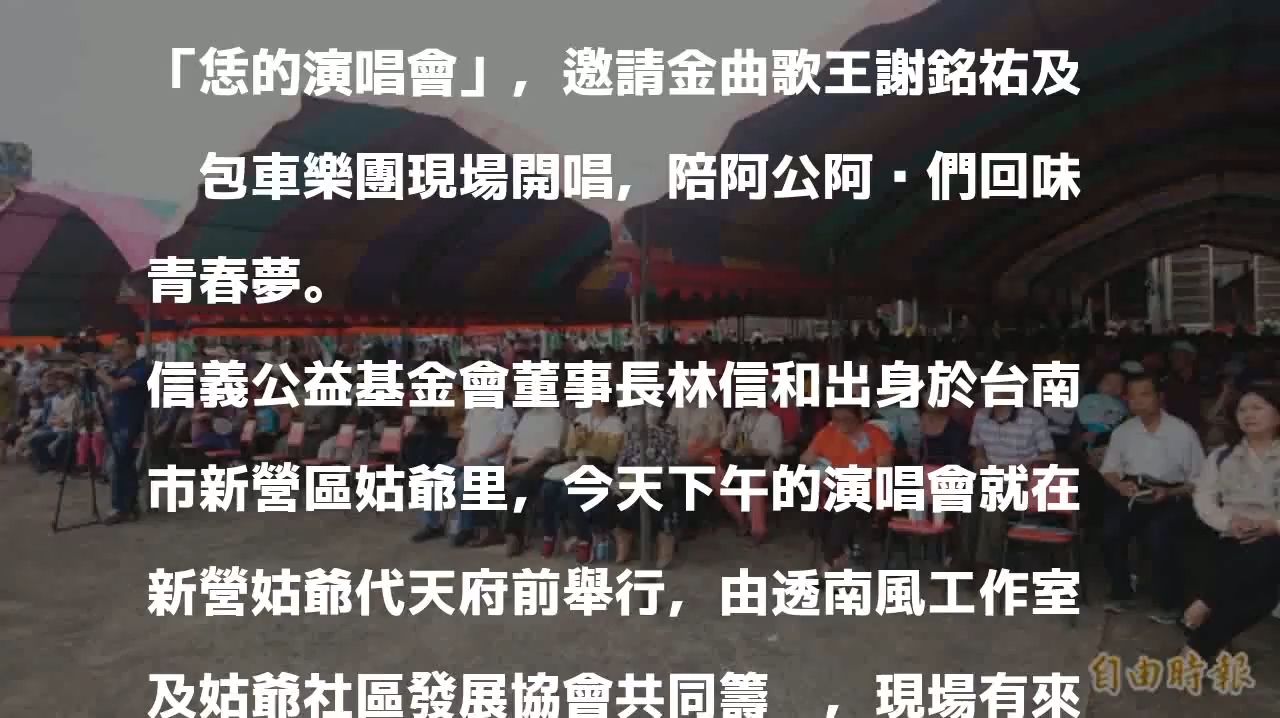 「恁的演唱會」，邀請金曲歌王謝銘祐及
　包車樂團現場開唱，陪阿公阿‧們回味
青春夢。
信義公益基金會董事長林信和出身於台南
市新營區姑爺里，今天下午的演唱會就在
新營姑爺代天府前舉行，由透南風工作室
及姑爺社區發展協會共同籌　，現場有來
自由時報